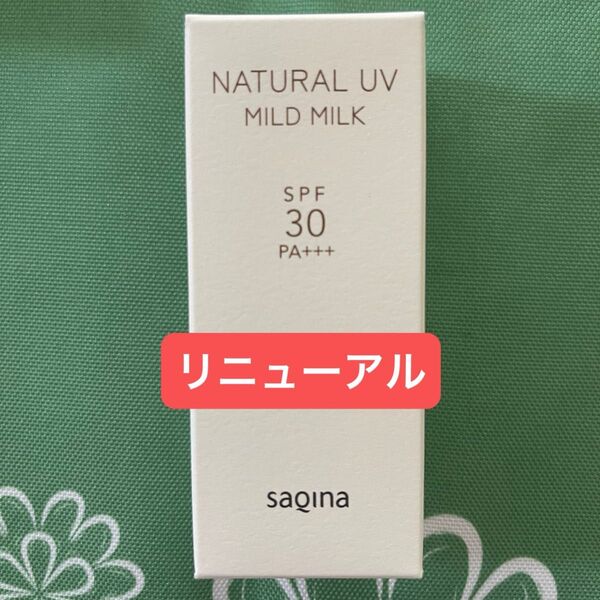 NATURAL UV
MILD MILK
SPF
30
PA+++
リニューアル
saqina